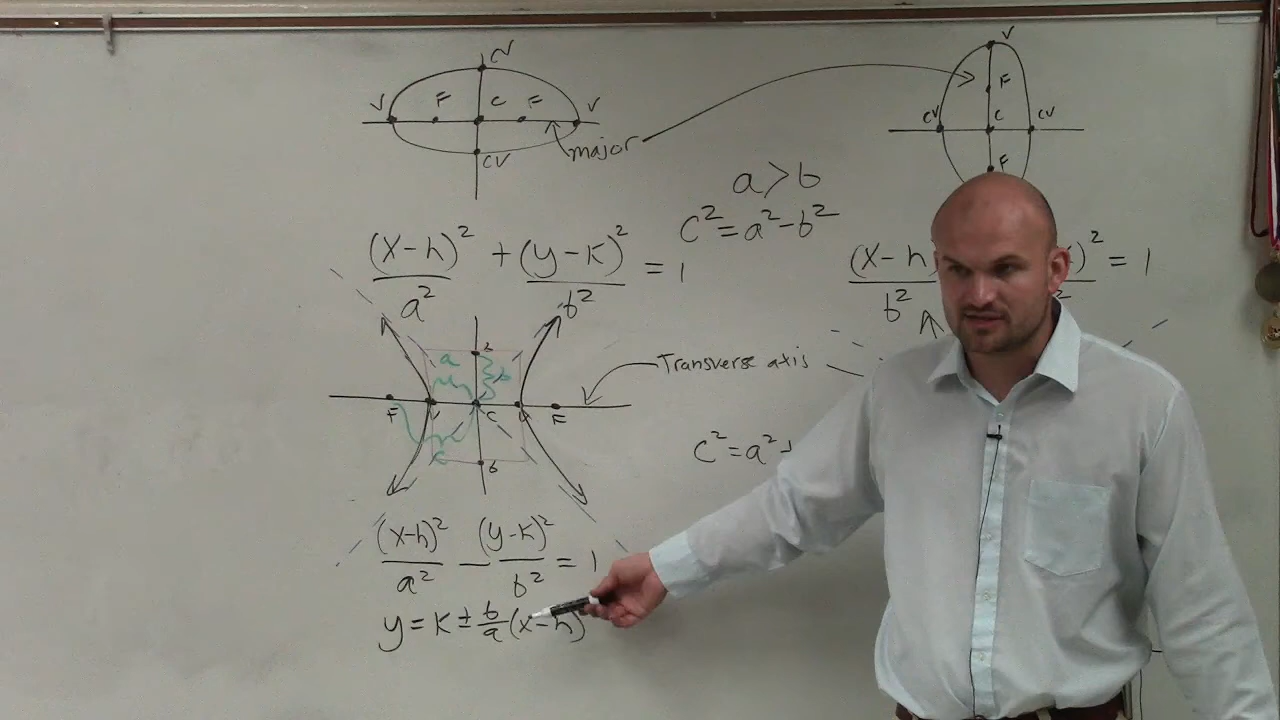 CV
V F C F V
CV
major
V
F
CV C CV
F
a>b
c²=a²-b²
(x-h)²/a² + (y-k)²/b² = 1
(x-h /b² )² = 1
a b
Transverse axis
F V C V F
b
c²=a²+
(x-h)²/a² - (y-k)²/b² = 1
y=k±b/a(x-h)